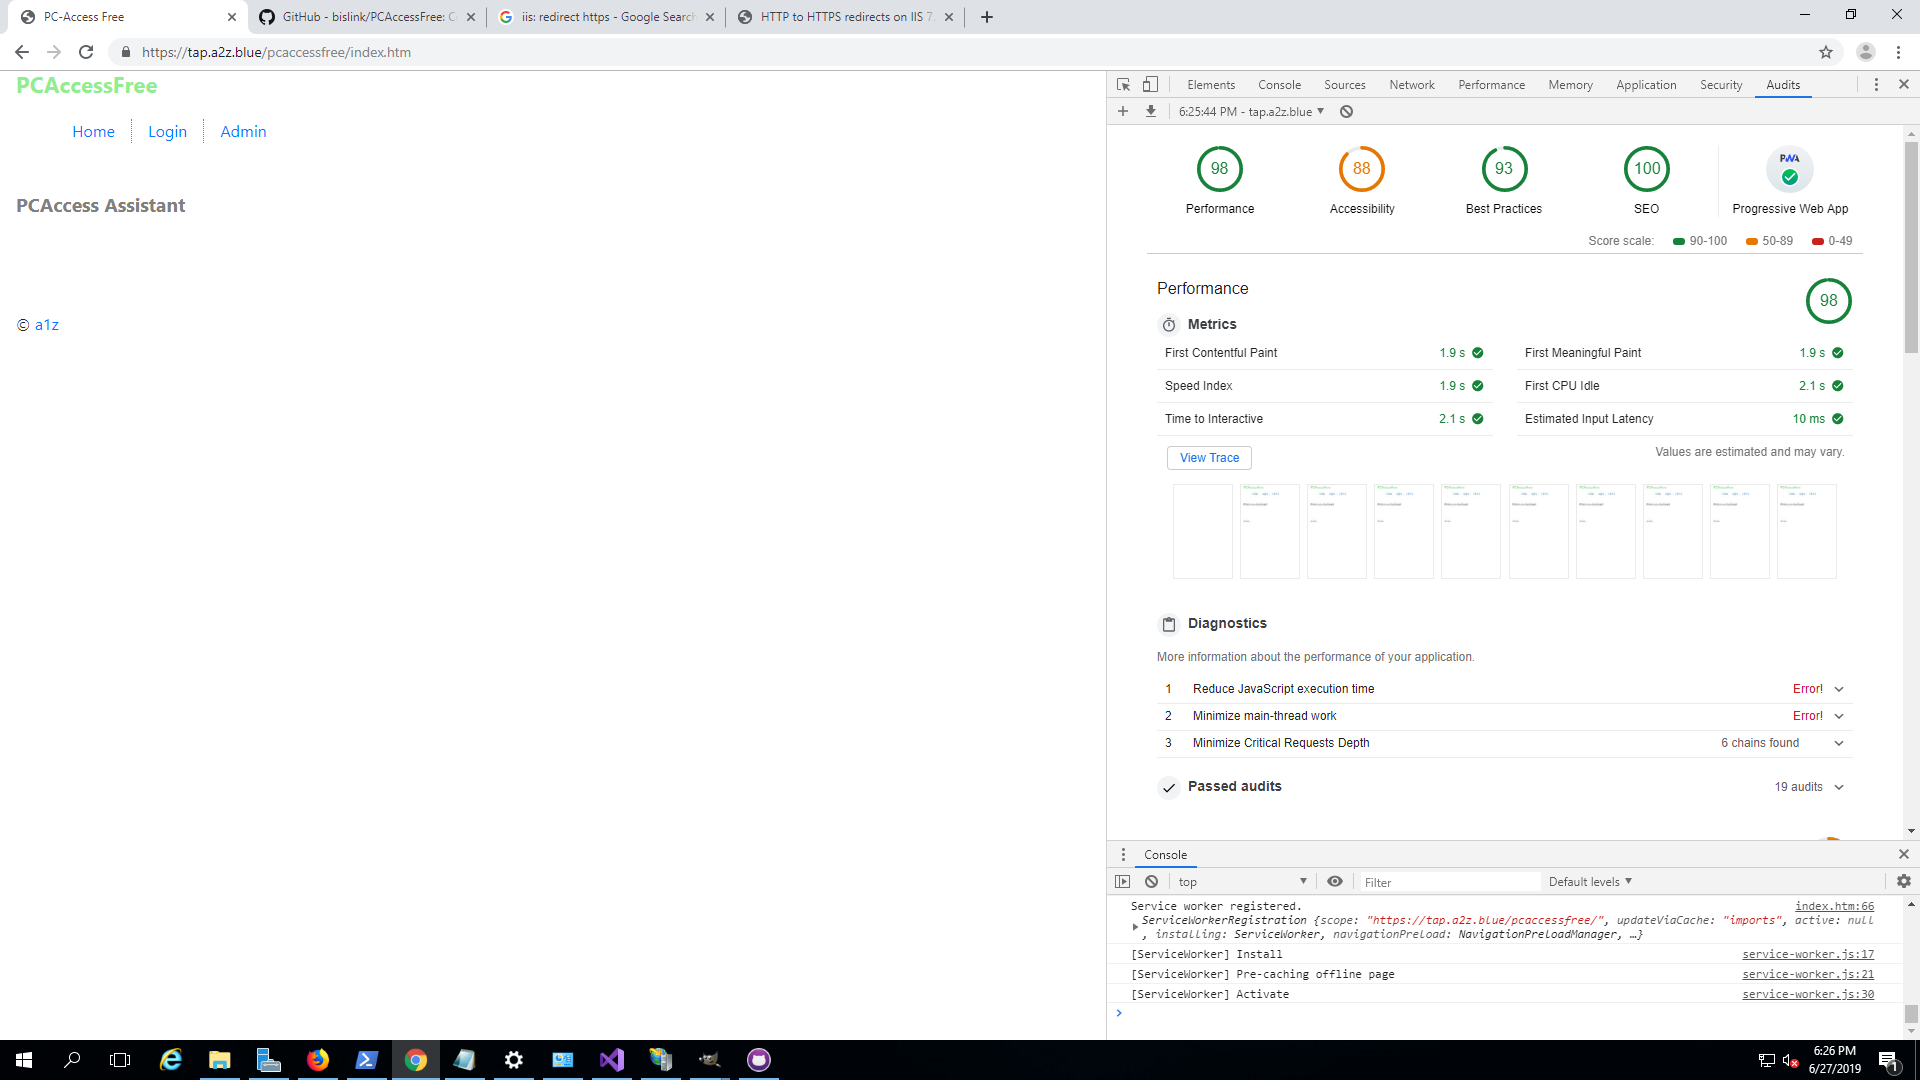 PC-Access Free
GitHub - bislink/PCAccessFree: C
iis: redirect https - Google Search
HTTP to HTTPS redirects on IIS 7.
https://tap.a2z.blue/pcaccessfree/index.htm
PCAccessFree
Home
Login
Admin
PCAccess Assistant
© a1z
Elements
Console
Sources
Network
Performance
Memory
Application
Security
Audits
6:25:44 PM - tap.a2z.blue
98
88
93
100
PWA
Performance
Accessibility
Best Practices
SEO
Progressive Web App
Score scale:
90-100
50-89
0-49
Performance
98
Metrics
First Contentful Paint
1.9 s
First Meaningful Paint
1.9 s
Speed Index
1.9 s
First CPU Idle
2.1 s
Time to Interactive
2.1 s
Estimated Input Latency
10 ms
View Trace
Values are estimated and may vary.
Diagnostics
More information about the performance of your application.
1 Reduce JavaScript execution time Error!
2 Minimize main-thread work Error!
3 Minimize Critical Requests Depth 6 chains found
Passed audits 19 audits
Console
top
Filter
Default levels
Service worker registered. index.htm:66
ServiceWorkerRegistration {scope: "https://tap.a2z.blue/pcaccessfree/", updateViaCache: "imports", active: null
, installing: ServiceWorker, navigationPreload: NavigationPreloadManager, …}
[ServiceWorker] Install service-worker.js:17
[ServiceWorker] Pre-caching offline page service-worker.js:21
[ServiceWorker] Activate service-worker.js:30
6:26 PM
6/27/2019
1